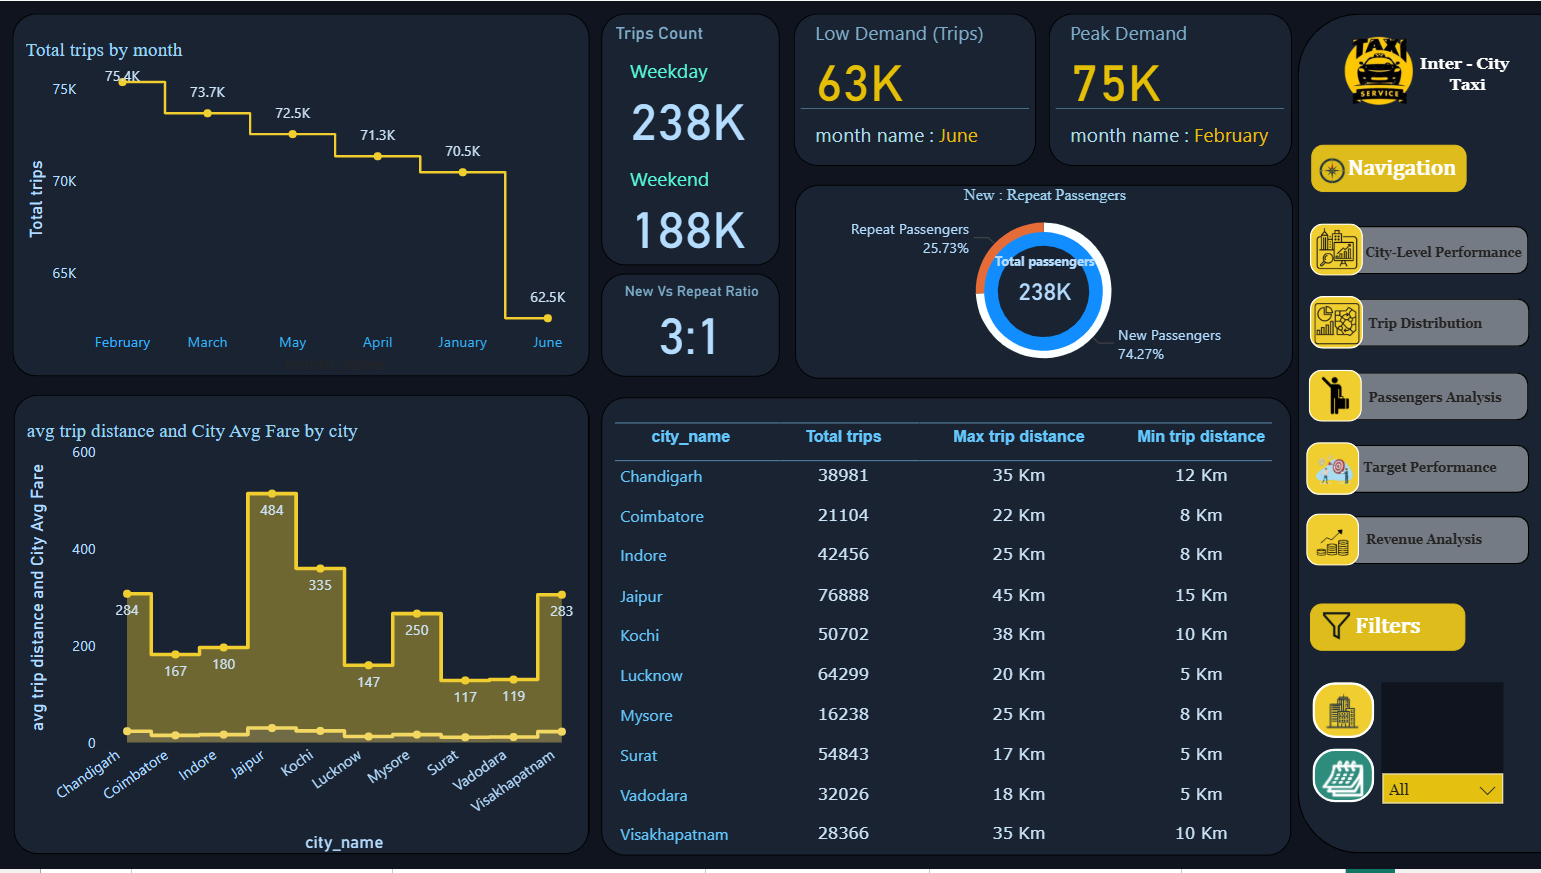 Total trips by month
75.4K
75K
73.7K
72.5K
71.3K
70.5K
70K
65K
62.5K
Total trips
February March May April January June
Trips Count
Weekday
238K
Weekend
188K
New Vs Repeat Ratio
3:1
Low Demand (Trips)
63K
month name : June
Peak Demand
75K
month name : February
New : Repeat Passengers
Repeat Passengers
25.73%
Total passengers
238K
New Passengers
74.27%
TAXI
SERVICE
Inter - City
Taxi
Navigation
City-Level Performance
Trip Distribution
Passengers Analysis
Target Performance
Revenue Analysis
Filters
All
avg trip distance and City Avg Fare by city
600
400
200
0
avg trip distance and City Avg Fare
284 167 180 484 335 147 250 117 119 283
Chandigarh Coimbatore Indore Jaipur Kochi Lucknow Mysore Surat Vadodara Visakhapatnam
city_name
city_name Total trips Max trip distance Min trip distance
Chandigarh 38981 35 Km 12 Km
Coimbatore 21104 22 Km 8 Km
Indore 42456 25 Km 8 Km
Jaipur 76888 45 Km 15 Km
Kochi 50702 38 Km 10 Km
Lucknow 64299 20 Km 5 Km
Mysore 16238 25 Km 8 Km
Surat 54843 17 Km 5 Km
Vadodara 32026 18 Km 5 Km
Visakhapatnam 28366 35 Km 10 Km